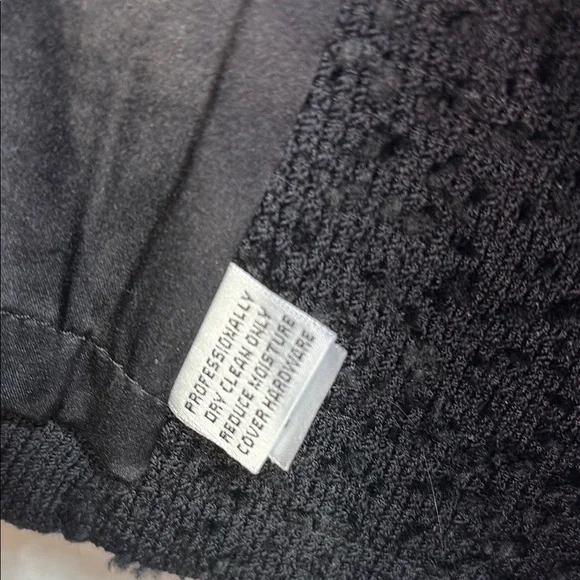 PROFESSIONALLY
DRY CLEAN ONLY
REDUCE MOISTURE
COVER HARDWARE